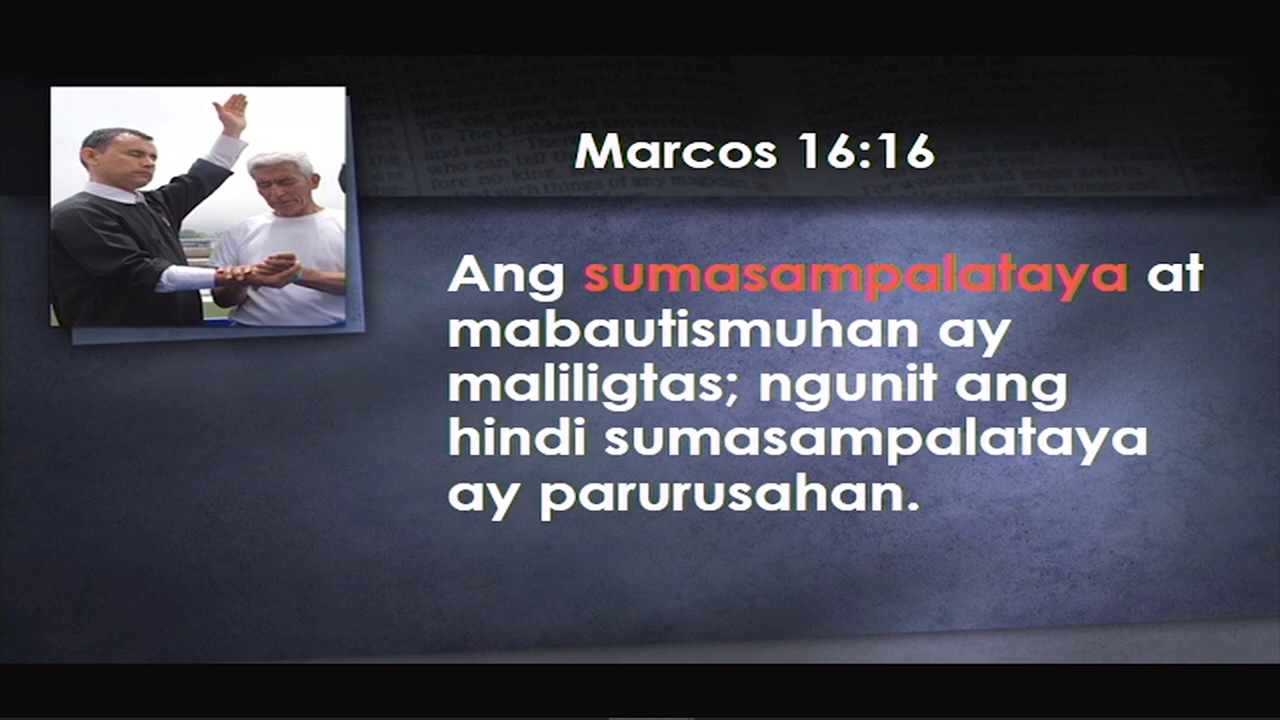 Marcos 16:16
Ang sumasampalataya at
mabautismuhan ay
maliligtas; ngunit ang
hindi sumasampalataya
ay parurusahan.